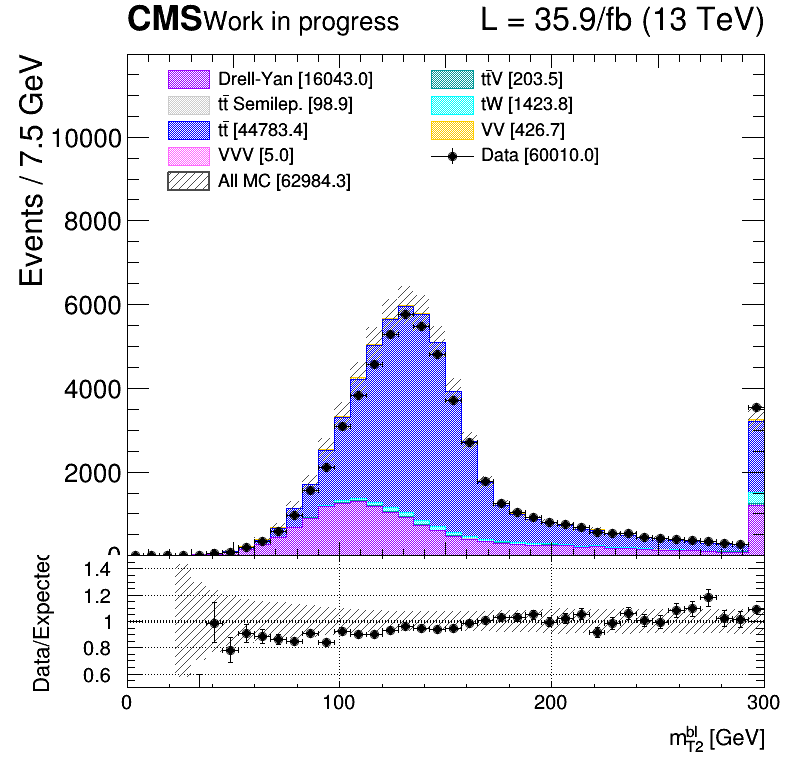 CMS Work in progress L = 35.9/fb (13 TeV)
Events / 7.5 GeV
10000
8000
6000
4000
2000
0
Drell-Yan [16043.0]
tt̄ Semilep. [98.9]
tt̄ [44783.4]
VVV [5.0]
All MC [62984.3]
tt̄V [203.5]
tW [1423.8]
VV [426.7]
Data [60010.0]
Data/Expected
1.4
1.2
1
0.8
0.6
0 100 200 300
m_T2^bl [GeV]